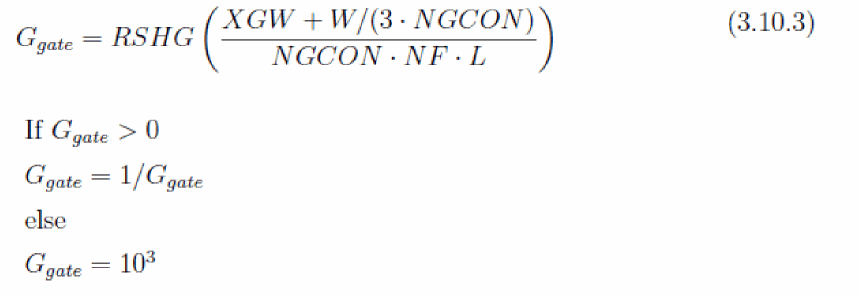 G_{gate} = RSHG \left( \frac{XGW + W/(3 \cdot NGCON)}{NGCON \cdot NF \cdot L} \right) (3.10.3)
If G_{gate} > 0
G_{gate} = 1/G_{gate}
else
G_{gate} = 10^3